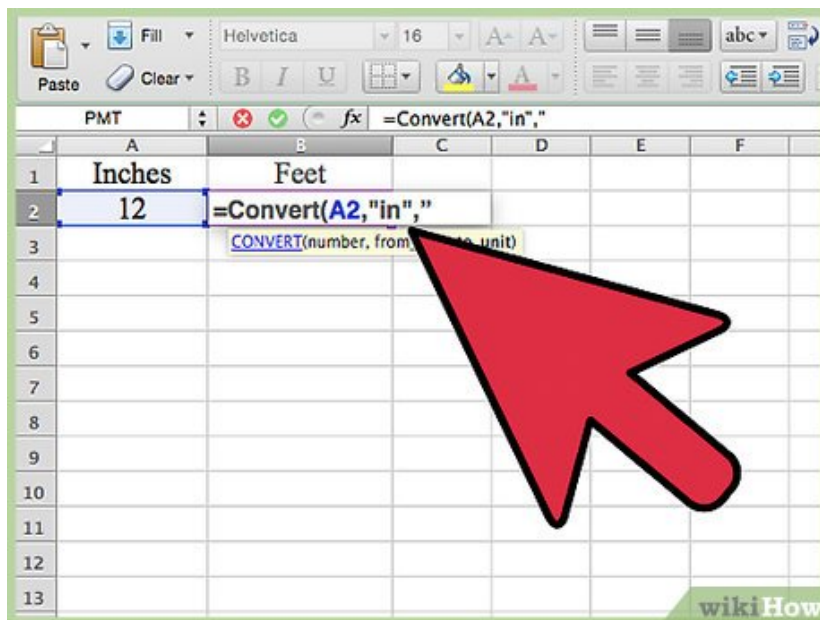 Fill Helvetica 16 A- A- abc
Paste Clear B I U A
PMT fx =Convert(A2,"in","
A B C D E F
1 Inches Feet
2 12 =Convert(A2,"in",”
3 CONVERT(number, from unit)
4
5
6
7
8
9
10
11
12
13
wikiHow